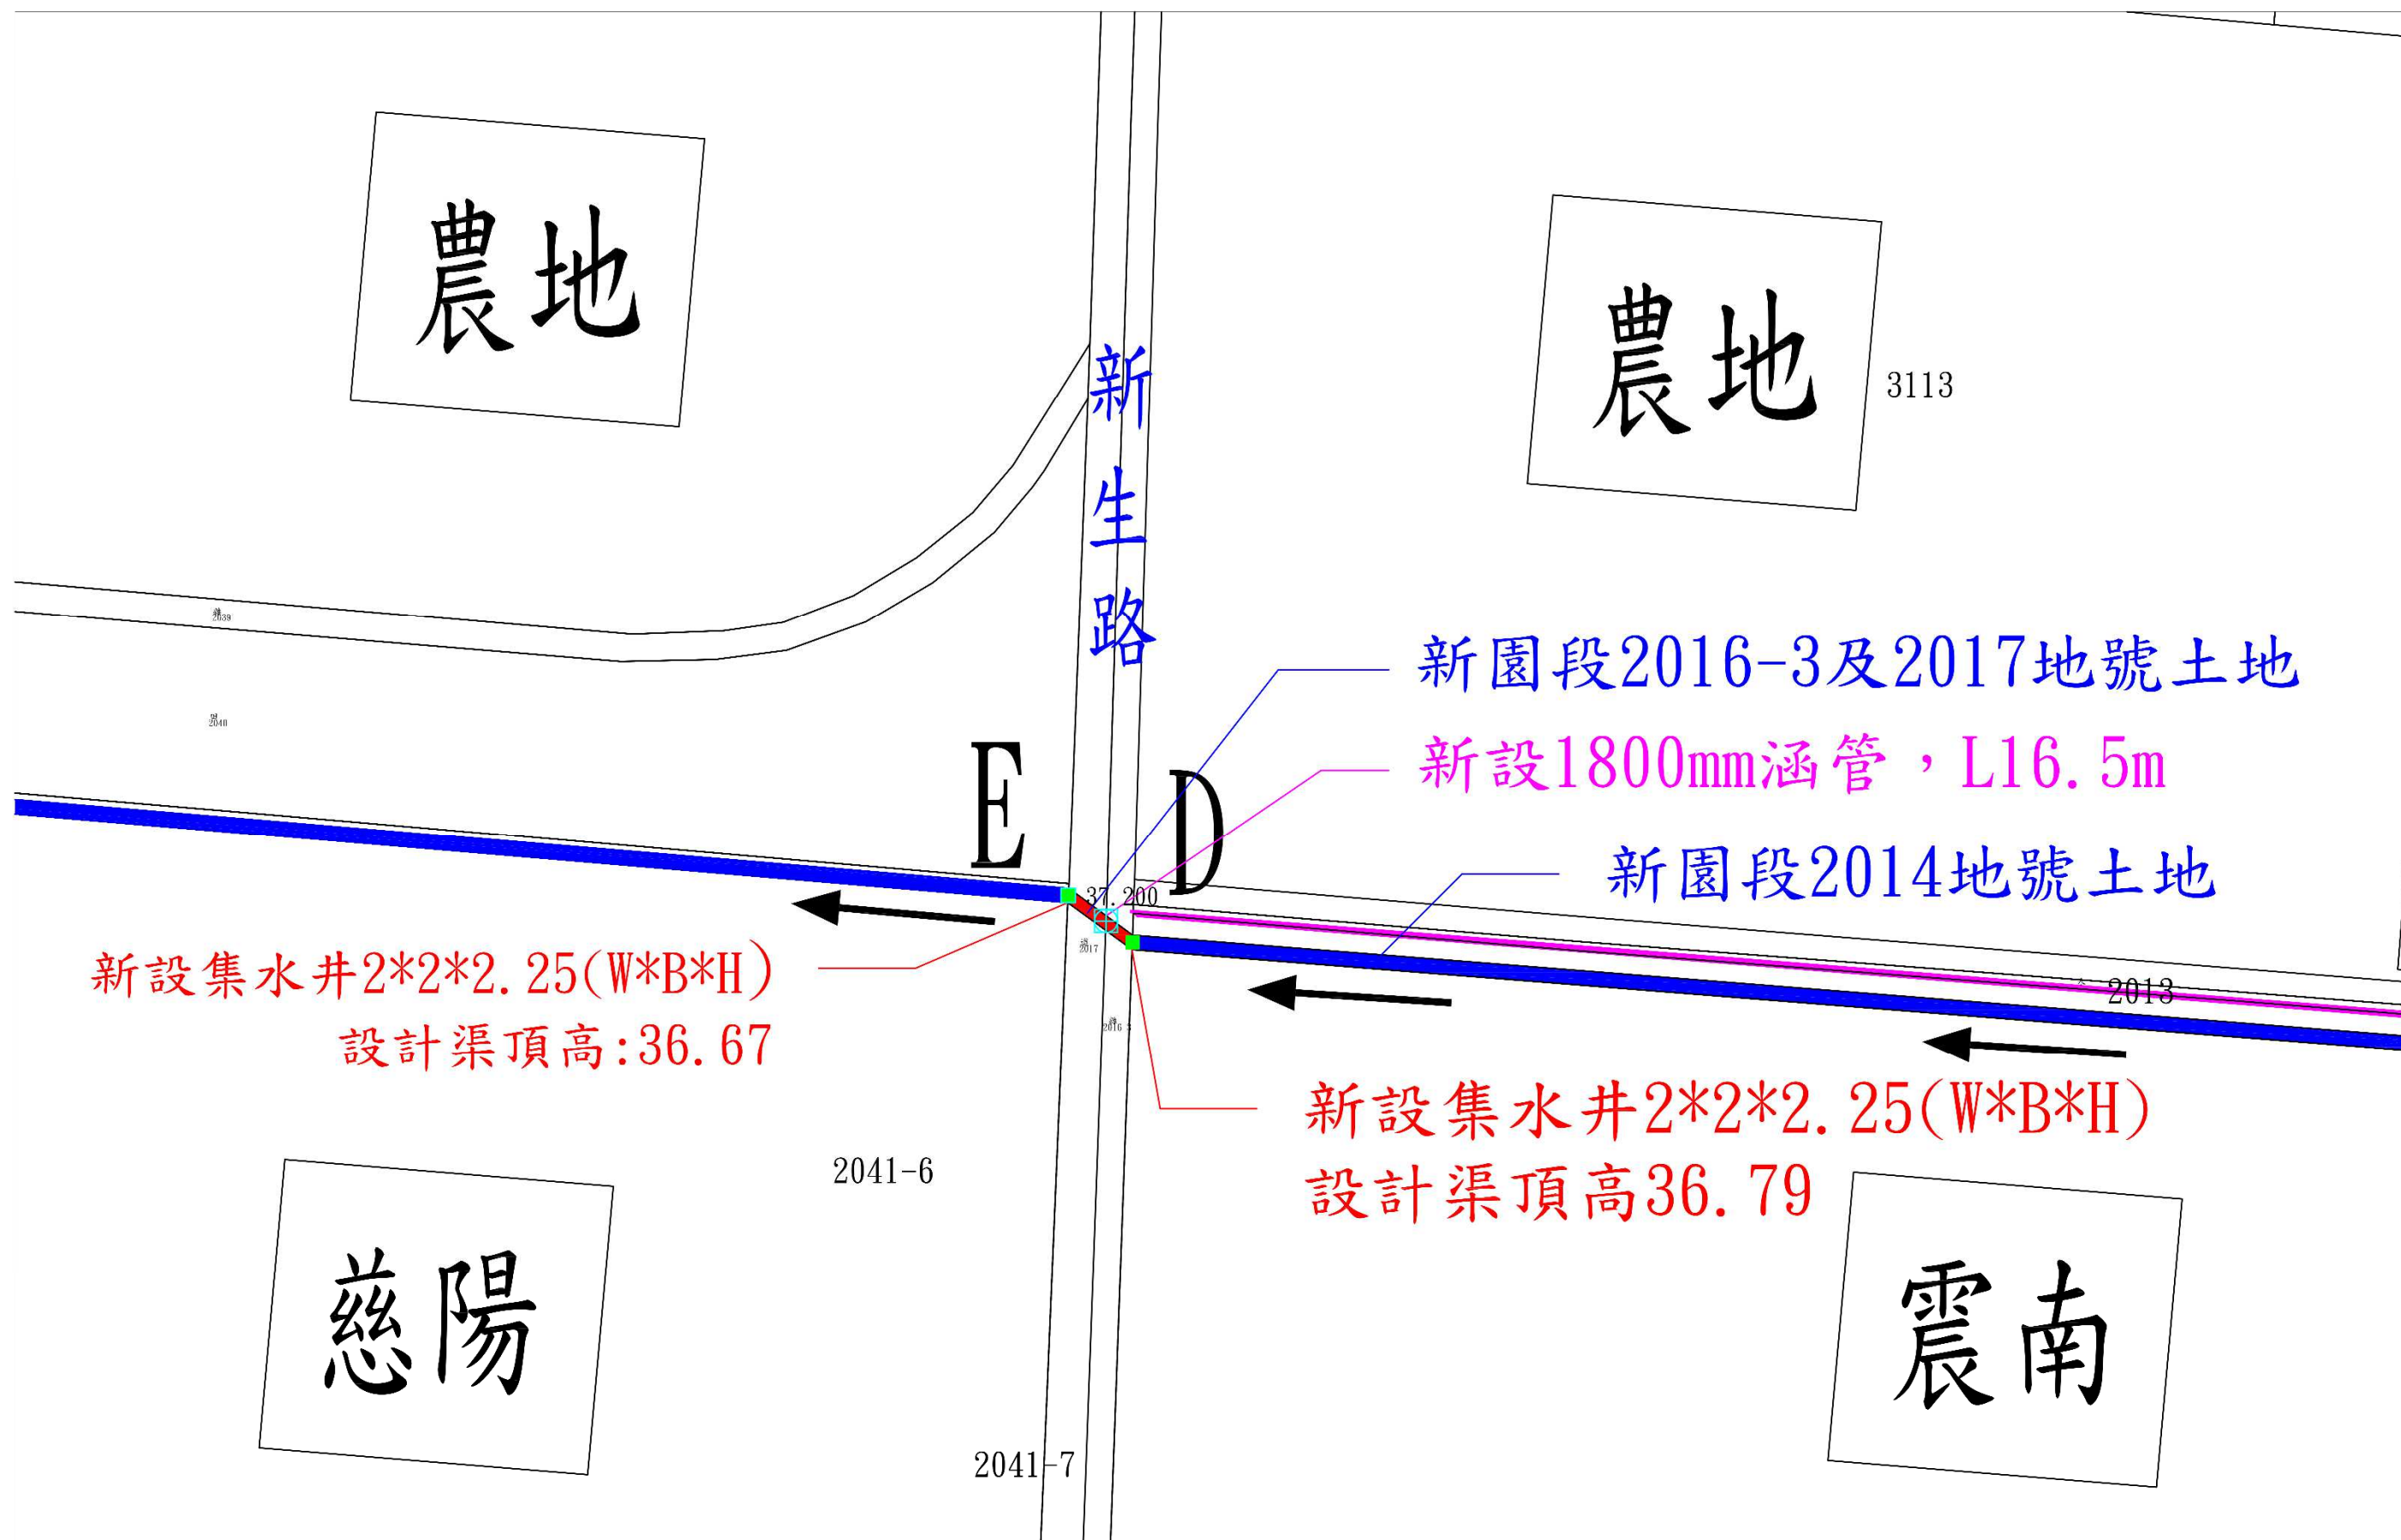 農地
農地
3113
新生路
2039
2040
新園段2016-3及2017地號土地
新設1800mm涵管，L16.5m
新園段2014地號土地
E
D
37.200
2017
2013
新設集水井2*2*2.25(W*B*H)
設計渠頂高:36.67
新設集水井2*2*2.25(W*B*H)
設計渠頂高36.79
2041-6
慈陽
震南
2041-7